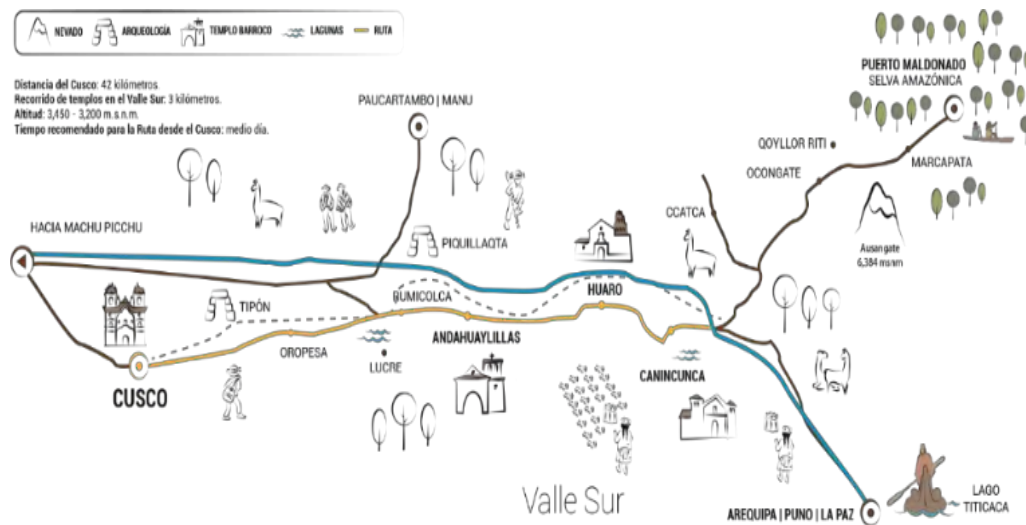 NEVADO
ARQUEOLOGÍA
TEMPLO BARROCO
LAGUNAS
RUTA
Distancia del Cusco: 42 kilómetros.
Recorrido de templos en el Valle Sur: 3 kilómetros.
Altitud: 3,450 - 3,200 m.s.n.m.
Tiempo recomendado para la Ruta desde el Cusco: medio día.
PUERTO MALDONADO
SELVA AMAZÓNICA
PAUCARTAMBO | MANU
QOYLLOR RITI
OCONGATE
MARCAPATA
HACIA MACHU PICCHU
PIQUILLAQTA
CCATCA
Ausangate
6,384 msnm
TIPÓN
RUMICOLCA
HUARO
OROPESA
LUCRE
ANDAHUAYLILLAS
CANINCUNCA
CUSCO
Valle Sur
AREQUIPA | PUNO | LA PAZ
LAGO
TITICACA